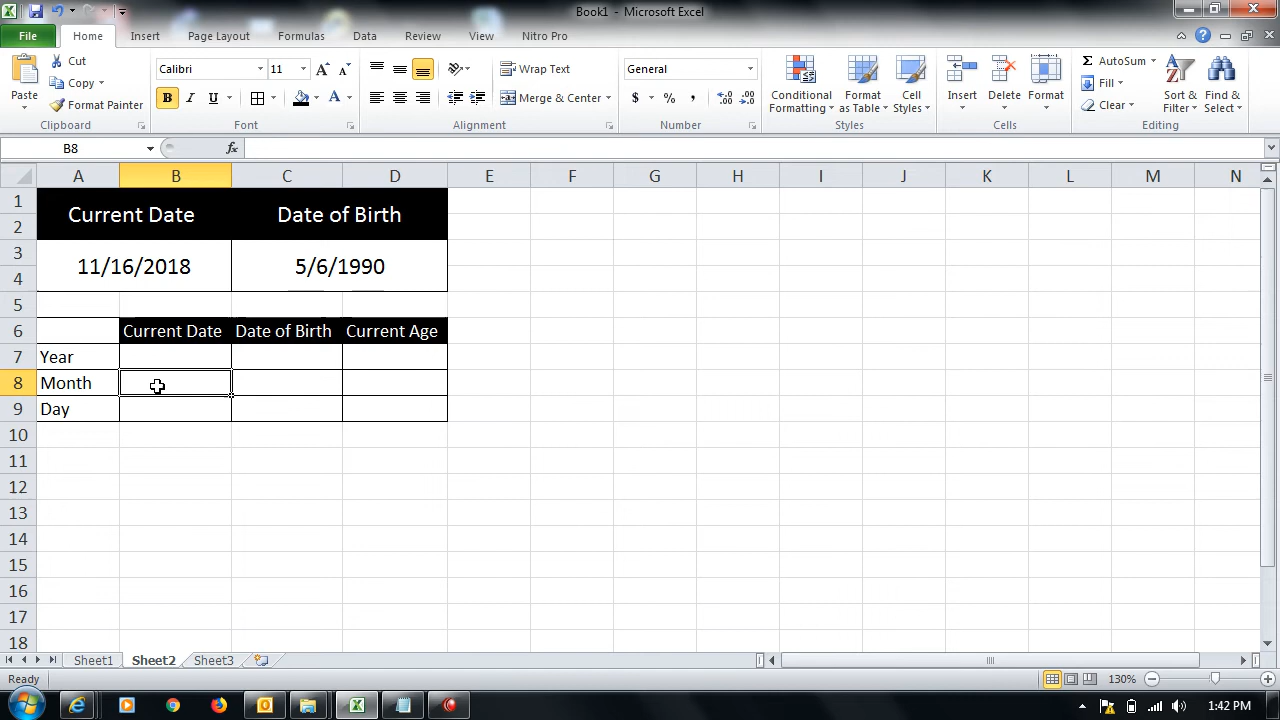 Book1 - Microsoft Excel
File Home Insert Page Layout Formulas Data Review View Nitro Pro
Paste Cut Copy Format Painter Clipboard
Calibri 11 B I U A A A Font
Wrap Text Merge & Center Alignment
General $ % , .0 .00 .00 .0 Number
Conditional Formatting Format as Table Cell Styles Styles
Insert Delete Format Cells
Σ AutoSum Fill Clear Sort & Filter Find & Select Editing
B8 fx
A B C D E F G H I J K L M N
1 Current Date Date of Birth
2
3 11/16/2018 5/6/1990
4
5
6 Current Date Date of Birth Current Age
7 Year
8 Month
9 Day
10
11
12
13
14
15
16
17
18
Sheet1 Sheet2 Sheet3
Ready 130%
1:42 PM